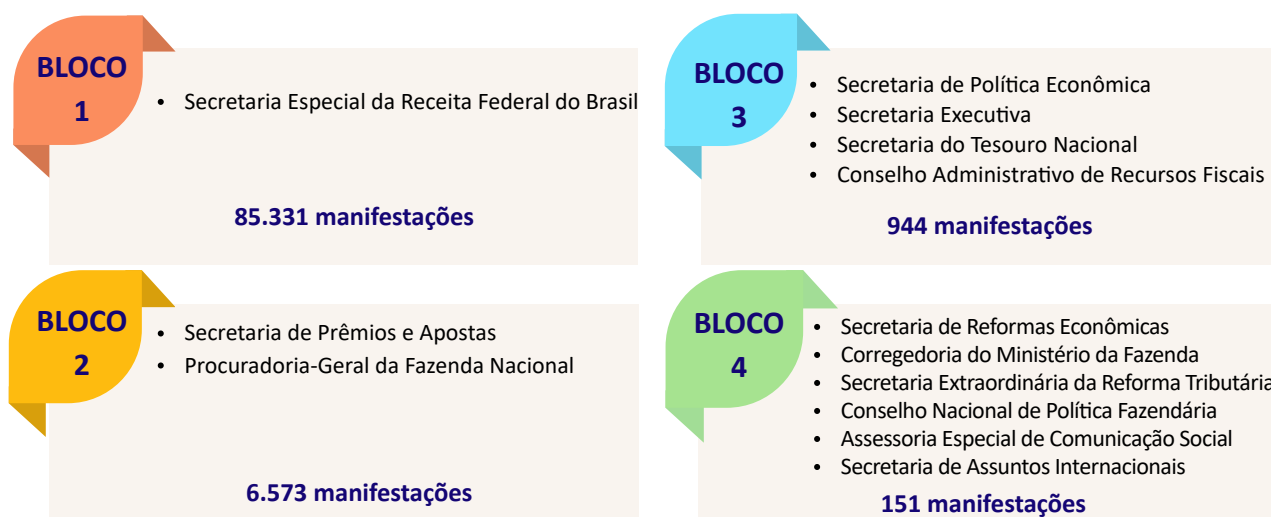 BLOCO
1
• Secretaria Especial da Receita Federal do Brasil
85.331 manifestações
BLOCO
2
• Secretaria de Prêmios e Apostas
• Procuradoria-Geral da Fazenda Nacional
6.573 manifestações
BLOCO
3
• Secretaria de Política Econômica
• Secretaria Executiva
• Secretaria do Tesouro Nacional
• Conselho Administrativo de Recursos Fiscais
944 manifestações
BLOCO
4
• Secretaria de Reformas Econômicas
• Corregedoria do Ministério da Fazenda
• Secretaria Extraordinária da Reforma Tributária
• Conselho Nacional de Política Fazendária
• Assessoria Especial de Comunicação Social
• Secretaria de Assuntos Internacionais
151 manifestações